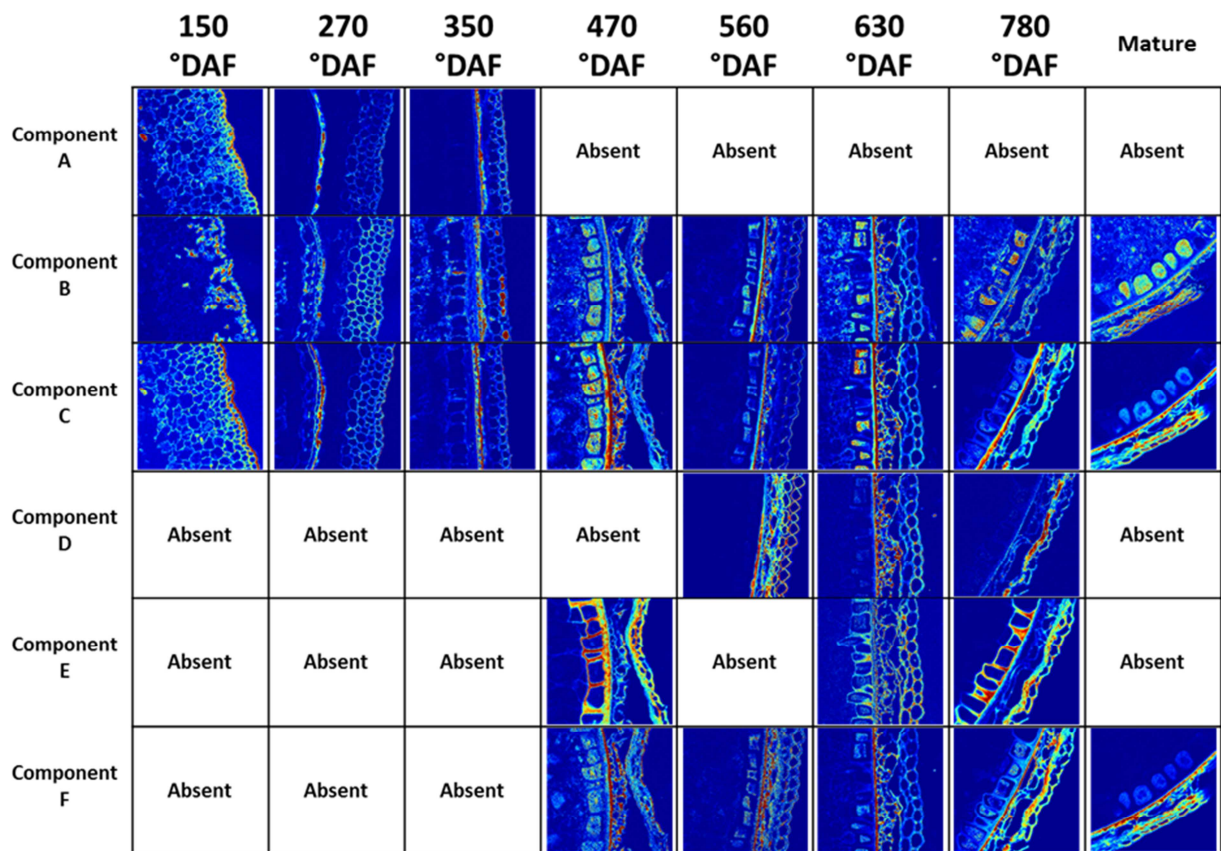 150 270 350 470 560 630 780 Mature
°DAF °DAF °DAF °DAF °DAF °DAF °DAF
Component
A
Absent Absent Absent Absent Absent
Component
B
Component
C
Component
D
Absent Absent Absent Absent Absent
Component
E
Absent Absent Absent Absent Absent
Component
F
Absent Absent Absent